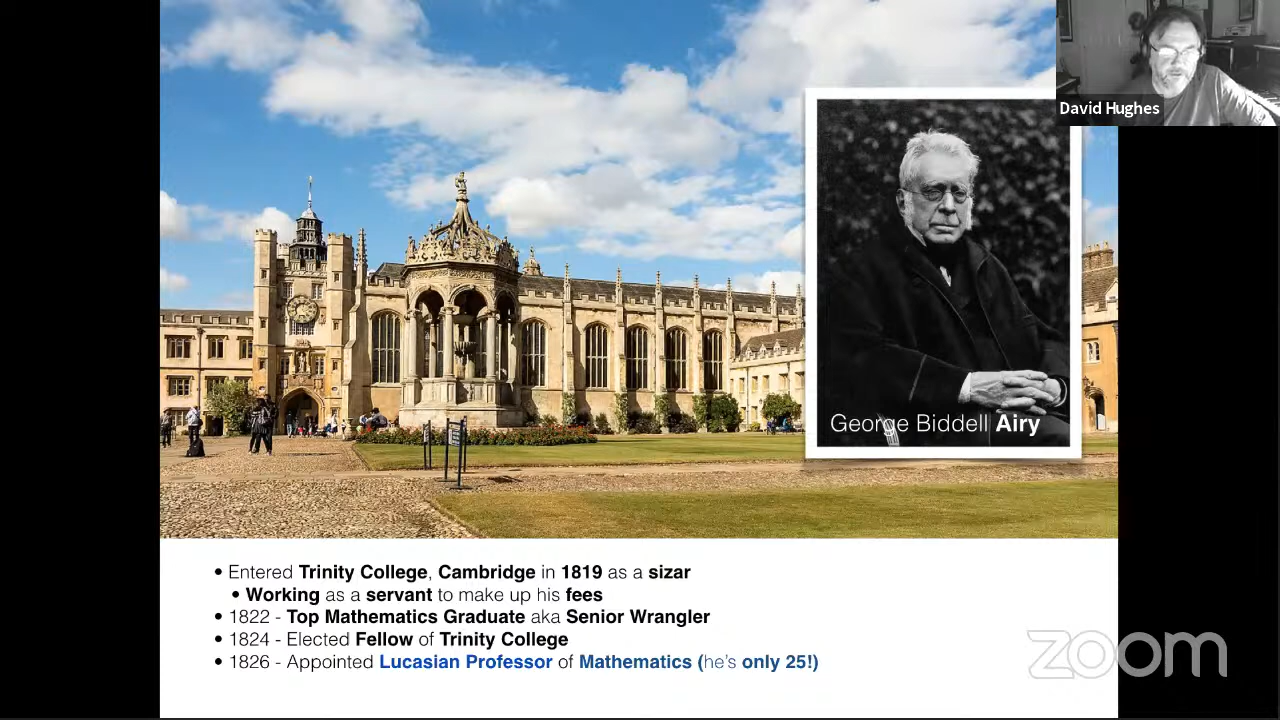 David Hughes
George Biddell Airy
• Entered Trinity College, Cambridge in 1819 as a sizar
• Working as a servant to make up his fees
• 1822 - Top Mathematics Graduate aka Senior Wrangler
• 1824 - Elected Fellow of Trinity College
• 1826 - Appointed Lucasian Professor of Mathematics (he's only 25!)
zoom